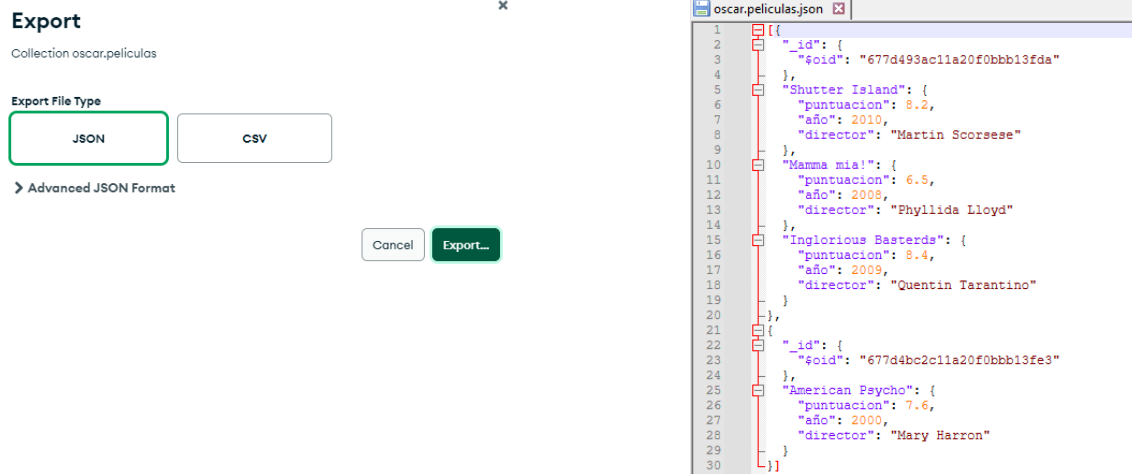 Export
Collection oscar.peliculas
Export File Type
JSON
CSV
Advanced JSON Format
Cancel
Export...
oscar.peliculas.json
1 [{
2 "_id": {
3 "$oid": "677d493ac11a20f0bbb13fda"
4 },
5 "Shutter Island": {
6 "puntuacion": 8.2,
7 "año": 2010,
8 "director": "Martin Scorsese"
9 },
10 "Mamma mia!": {
11 "puntuacion": 6.5,
12 "año": 2008,
13 "director": "Phyllida Lloyd"
14 },
15 "Inglorious Basterds": {
16 "puntuacion": 8.4,
17 "año": 2009,
18 "director": "Quentin Tarantino"
19 }
20 },
21 {
22 "_id": {
23 "$oid": "677d4bc2c11a20f0bbb13fe3"
24 },
25 "American Psycho": {
26 "puntuacion": 7.6,
27 "año": 2000,
28 "director": "Mary Harron"
29 }
30 }]